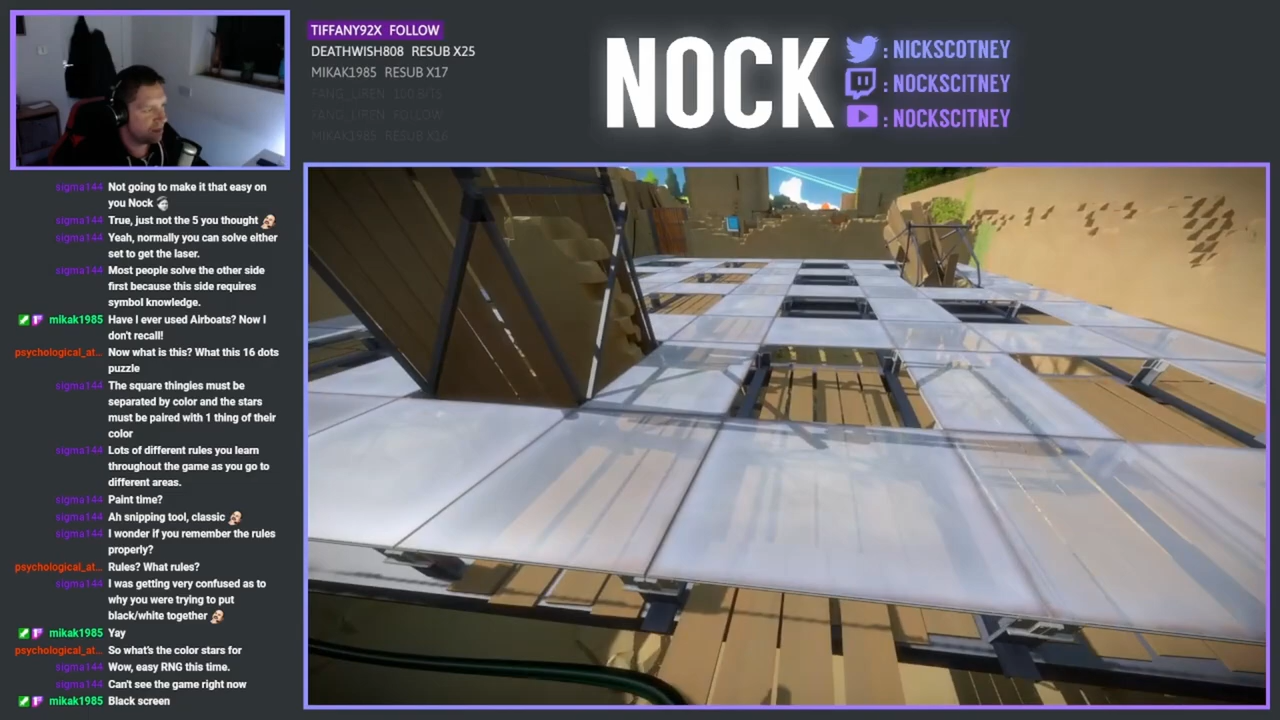 TIFFANY92X FOLLOW
DEATHWISH808 RESUB X25
MIKAK1985 RESUB X17
FANG_LIREN 100 BITS
FANG_LIREN FOLLOW
MIKAK1985 RESUB X16
NOCK
: NICKSCOTNEY
: NOCKSCITNEY
: NOCKSCITNEY
sigma144 Not going to make it that easy on
you Nock
sigma144 True, just not the 5 you thought
sigma144 Yeah, normally you can solve either
set to get the laser.
sigma144 Most people solve the other side
first because this side requires
symbol knowledge.
mikak1985 Have I ever used Airboats? Now I
don't recall!
psychological_at... Now what is this? What this 16 dots
puzzle
sigma144 The square thingies must be
separated by color and the stars
must be paired with 1 thing of their
color
sigma144 Lots of different rules you learn
throughout the game as you go to
different areas.
sigma144 Paint time?
sigma144 Ah snipping tool, classic
sigma144 I wonder if you remember the rules
properly?
psychological_at... Rules? What rules?
sigma144 I was getting very confused as to
why you were trying to put
black/white together
mikak1985 Yay
psychological_at... So what's the color stars for
sigma144 Wow, easy RNG this time.
sigma144 Can't see the game right now
mikak1985 Black screen